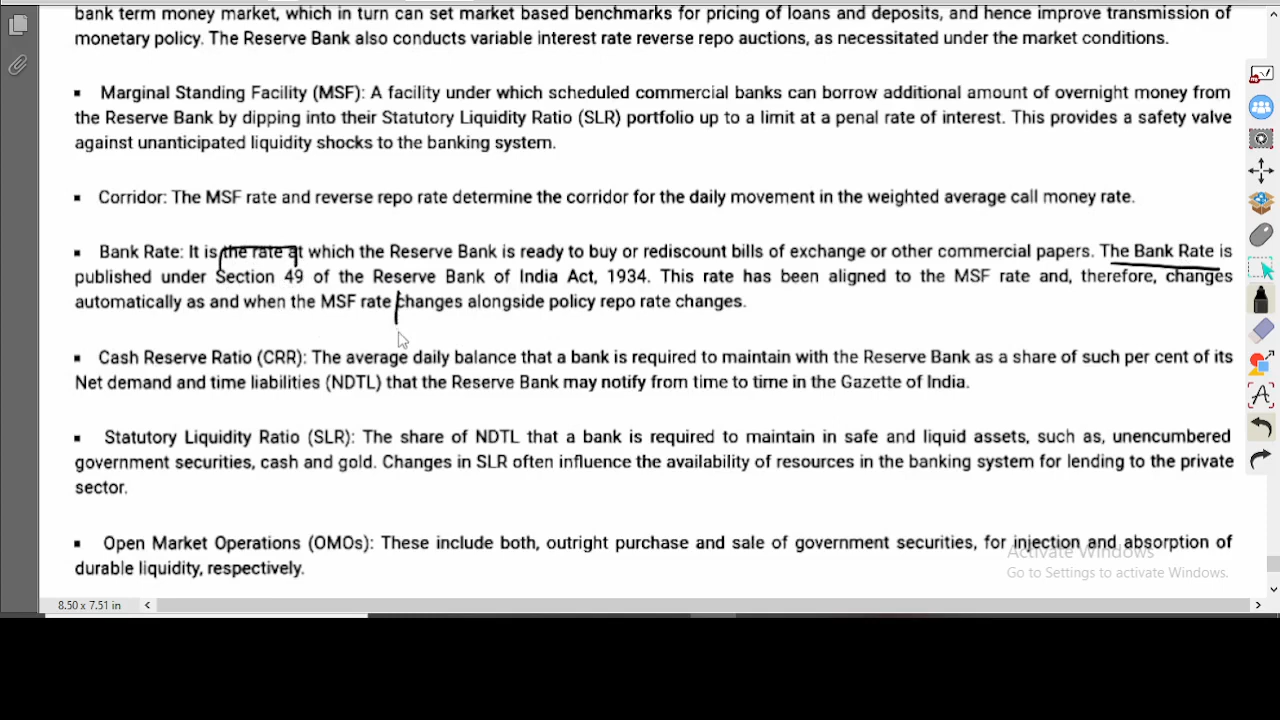 bank term money market, which in turn can set market based benchmarks for pricing of loans and deposits, and hence improve transmission of
monetary policy. The Reserve Bank also conducts variable interest rate reverse repo auctions, as necessitated under the market conditions.
▪ Marginal Standing Facility (MSF): A facility under which scheduled commercial banks can borrow additional amount of overnight money from
the Reserve Bank by dipping into their Statutory Liquidity Ratio (SLR) portfolio up to a limit at a penal rate of interest. This provides a safety valve
against unanticipated liquidity shocks to the banking system.
▪ Corridor: The MSF rate and reverse repo rate determine the corridor for the daily movement in the weighted average call money rate.
▪ Bank Rate: It is the rate at which the Reserve Bank is ready to buy or rediscount bills of exchange or other commercial papers. The Bank Rate is
published under Section 49 of the Reserve Bank of India Act, 1934. This rate has been aligned to the MSF rate and, therefore, changes
automatically as and when the MSF rate changes alongside policy repo rate changes.
▪ Cash Reserve Ratio (CRR): The average daily balance that a bank is required to maintain with the Reserve Bank as a share of such per cent of its
Net demand and time liabilities (NDTL) that the Reserve Bank may notify from time to time in the Gazette of India.
▪ Statutory Liquidity Ratio (SLR): The share of NDTL that a bank is required to maintain in safe and liquid assets, such as, unencumbered
government securities, cash and gold. Changes in SLR often influence the availability of resources in the banking system for lending to the private
sector.
▪ Open Market Operations (OMOs): These include both, outright purchase and sale of government securities, for injection and absorption of
durable liquidity, respectively.
Activate Windows
Go to Settings to activate Windows.
8.50 x 7.51 in